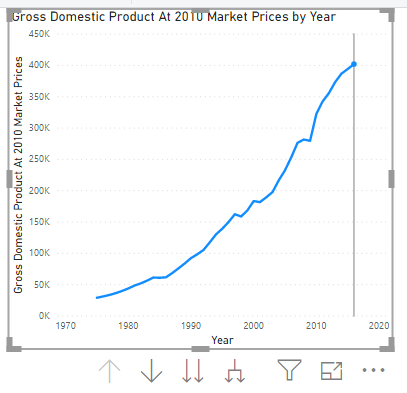 Gross Domestic Product At 2010 Market Prices by Year
450K
400K
350K
300K
250K
200K
150K
100K
50K
0K
Gross Domestic Product At 2010 Market Prices
1970 1980 1990 2000 2010 2020
Year